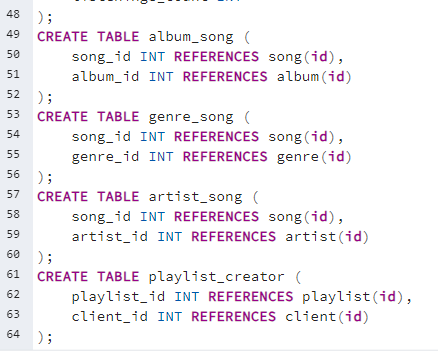 48 );
49 CREATE TABLE album_song (
50 song_id INT REFERENCES song(id),
51 album_id INT REFERENCES album(id)
52 );
53 CREATE TABLE genre_song (
54 song_id INT REFERENCES song(id),
55 genre_id INT REFERENCES genre(id)
56 );
57 CREATE TABLE artist_song (
58 song_id INT REFERENCES song(id),
59 artist_id INT REFERENCES artist(id)
60 );
61 CREATE TABLE playlist_creator (
62 playlist_id INT REFERENCES playlist(id),
63 client_id INT REFERENCES client(id)
64 );